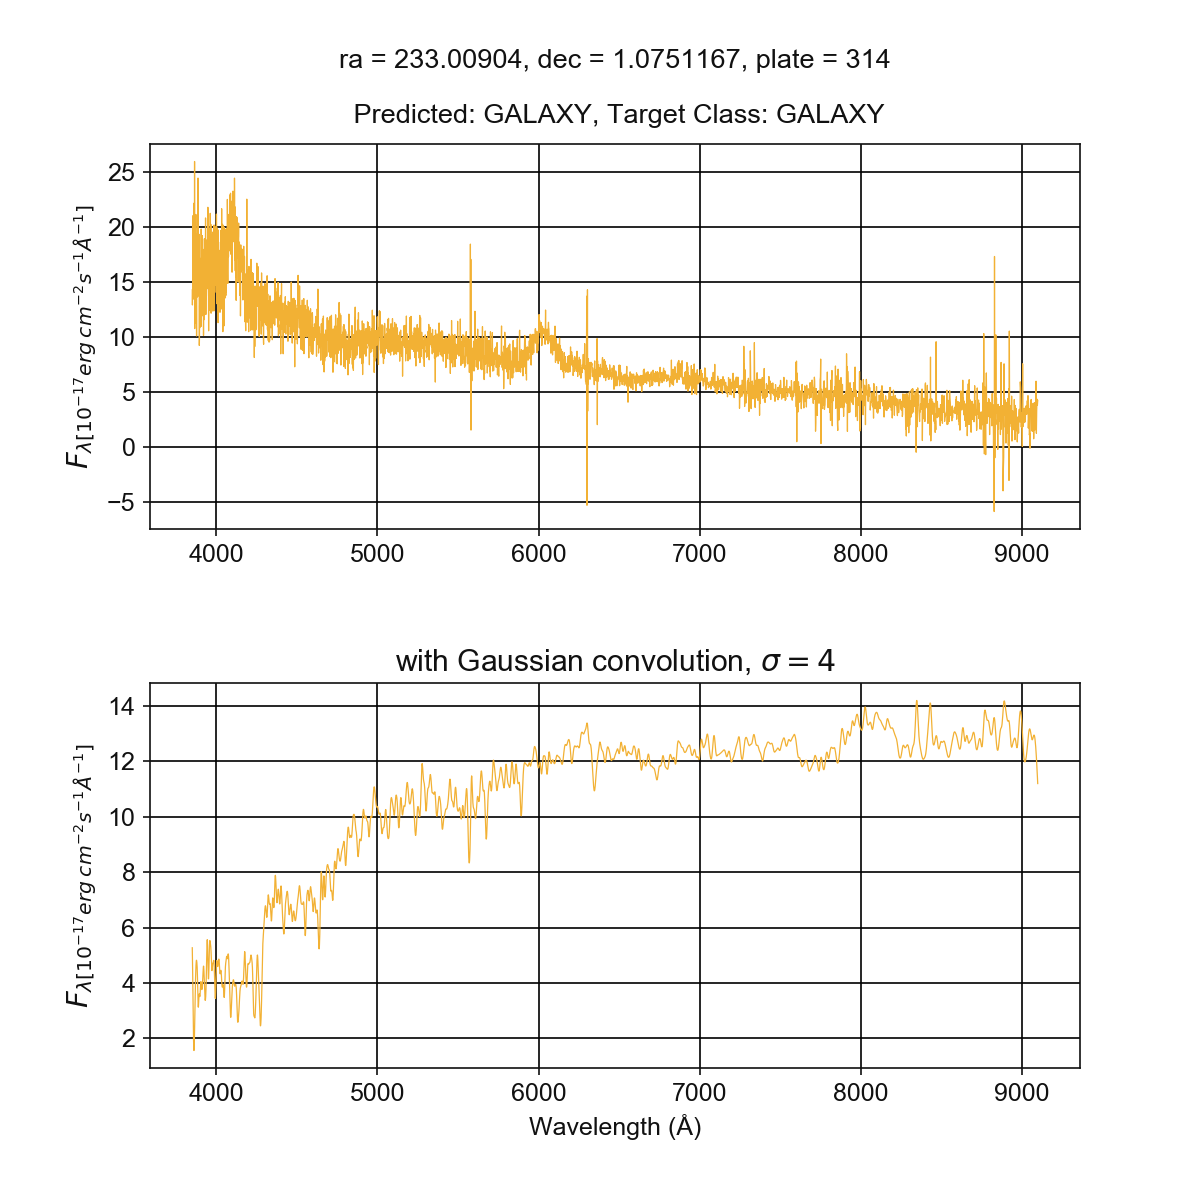 ra = 233.00904, dec = 1.0751167, plate = 314
Predicted: GALAXY, Target Class: GALAXY
25
20
15
10
5
0
−5
F_λ[10^−17 erg cm^−2 s^−1 Å^−1]
4000 5000 6000 7000 8000 9000
with Gaussian convolution, σ = 4
14
12
10
8
6
4
2
F_λ[10^−17 erg cm^−2 s^−1 Å^−1]
4000 5000 6000 7000 8000 9000
Wavelength (Å)